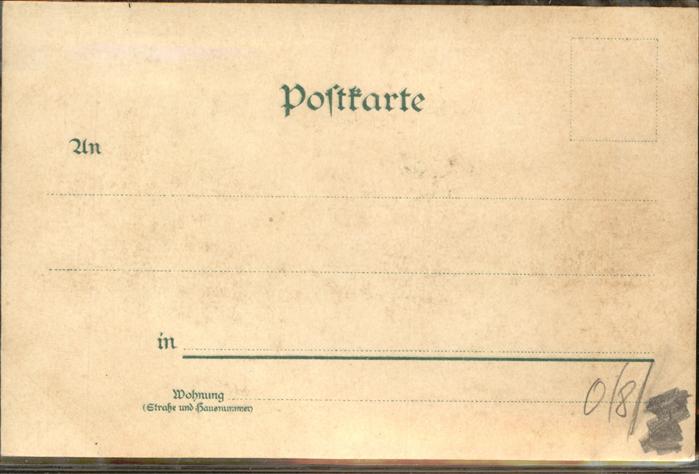 Postkarte
An
in
Wohnung
(Straße und Hausnummer)
0/8/